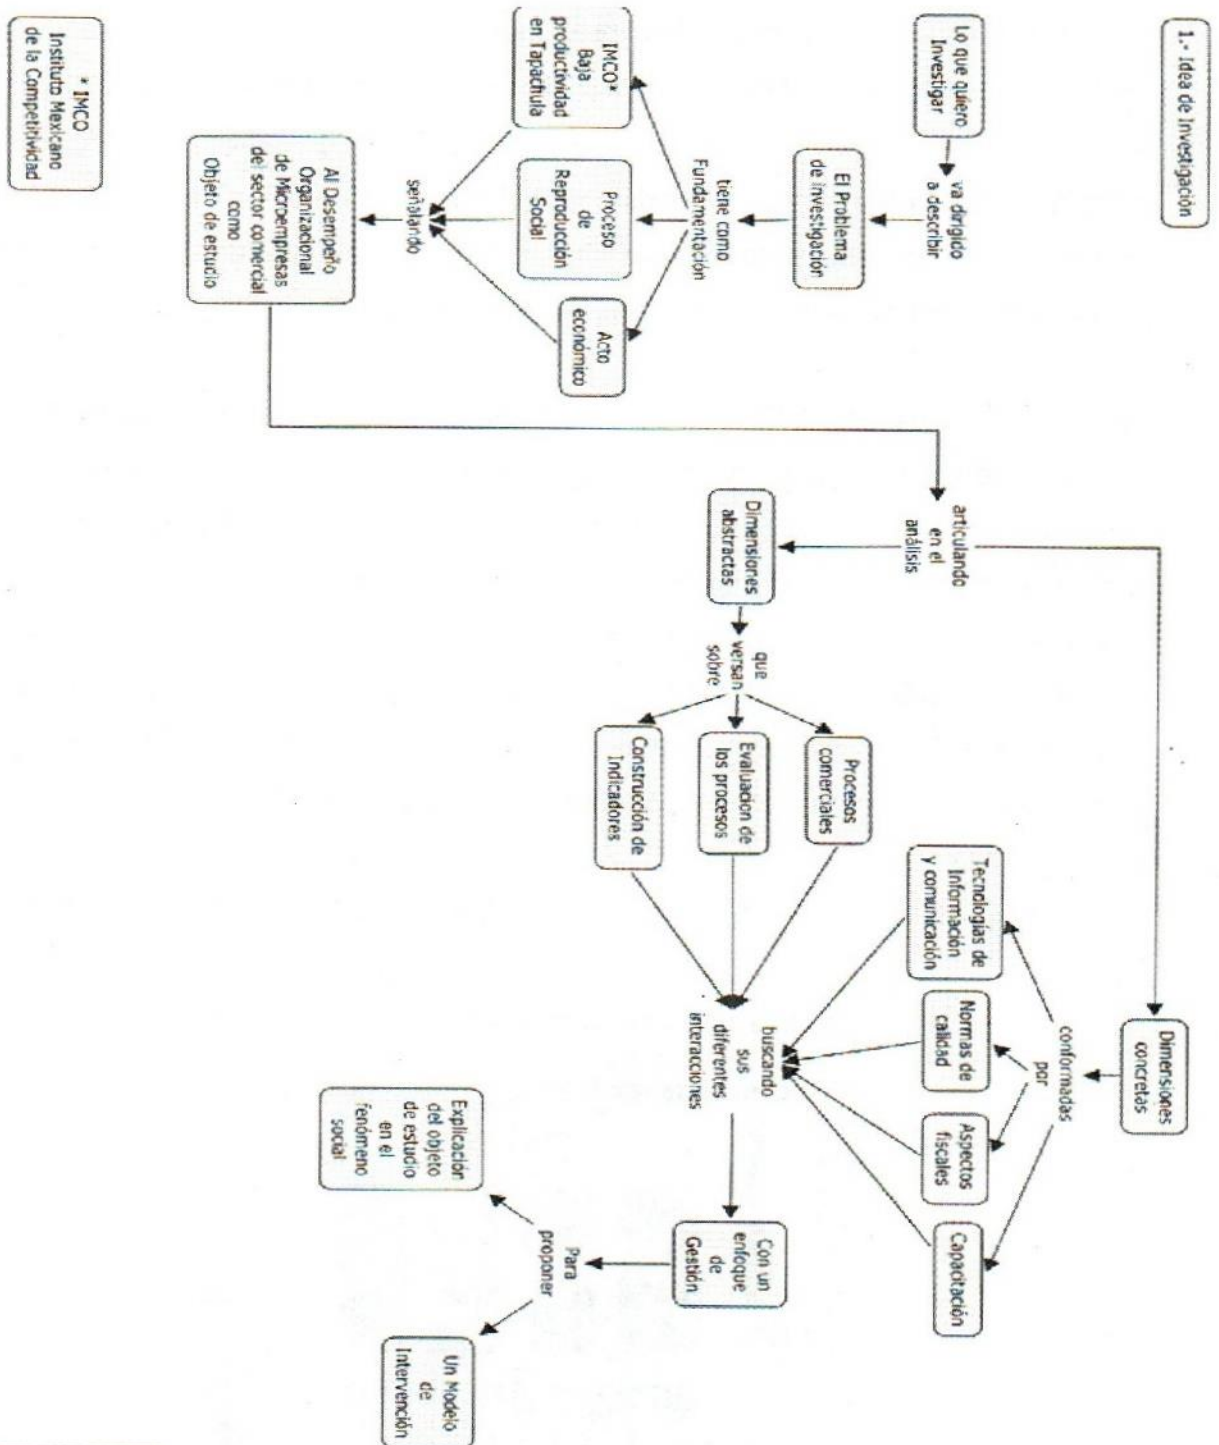 1.- Idea de Investigación
Lo que quiero
Investigar
va dirigido
a describir
El Problema
de investigación
tiene como
Fundamentación
IMCO*
Baja
productividad
en Tapachula
Proceso
de
Reproducción
Social
Acto
económico
señalando
Al Desempeño
Organizacional
de Microempresas
del sector comercial
como
Objeto de estudio
articulando
en el
análisis
Dimensiones
abstractas
que
versan
sobre
Procesos
comerciales
Evaluacion de
los procesos
Construcción de
Indicadores
Dimensiones
concretas
conformadas
por
Tecnologías de
Información
y comunicación
Normas de
calidad
Aspectos
fiscales
Capacitación
buscando
sus
diferentes
interacciones
Con un
enfoque
de
Gestión
Para
proponer
Explicación
del objeto
de estudio
en el
fenómeno
social
Un Modelo
de
Intervención
* IMCO
Instituto Mexicano
de la Competitividad